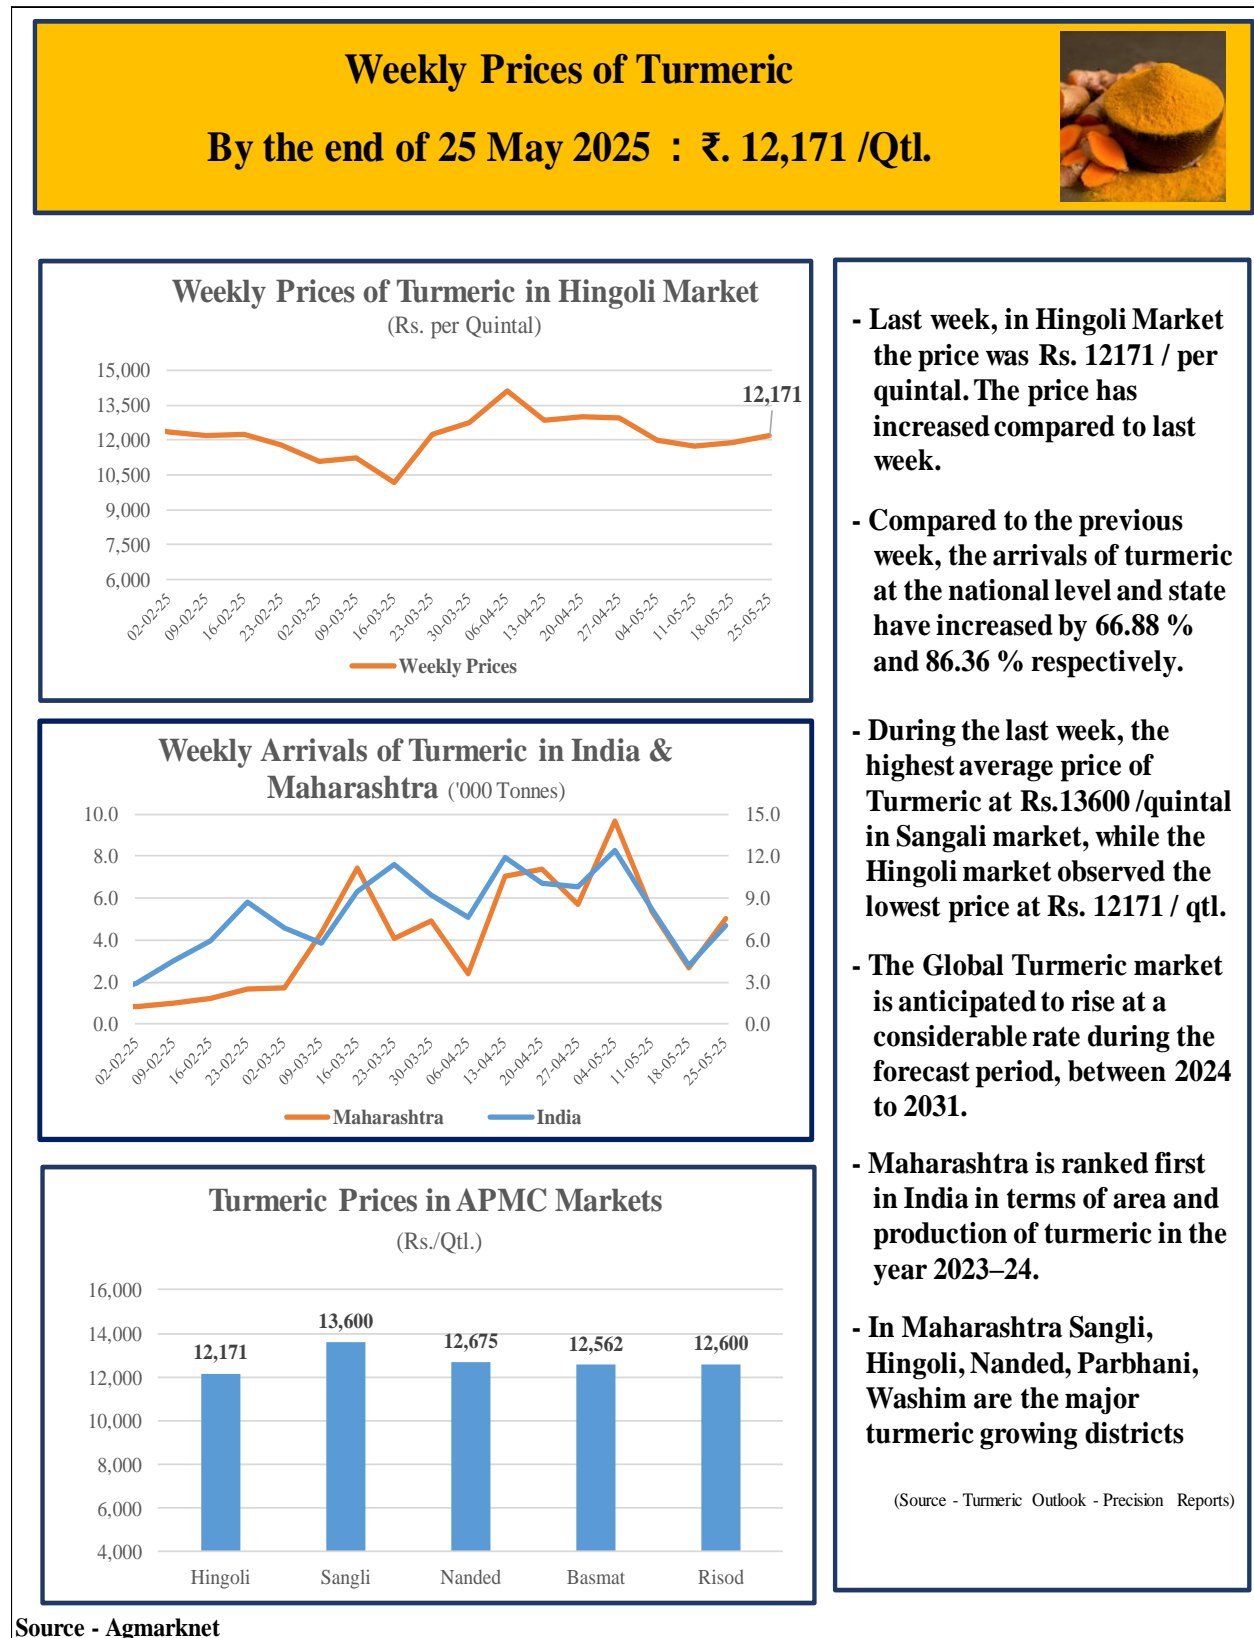 Weekly Prices of Turmeric
By the end of 25 May 2025 : ₹. 12,171 /Qtl.
Weekly Prices of Turmeric in Hingoli Market
(Rs. per Quintal)
15,000
13,500
12,000
10,500
9,000
7,500
6,000
12,171
02-02-25
09-02-25
16-02-25
23-02-25
02-03-25
09-03-25
16-03-25
23-03-25
30-03-25
06-04-25
13-04-25
20-04-25
27-04-25
04-05-25
11-05-25
18-05-25
25-05-25
Weekly Prices
Weekly Arrivals of Turmeric in India &
Maharashtra ('000 Tonnes)
10.0
8.0
6.0
4.0
2.0
0.0
15.0
12.0
9.0
6.0
3.0
0.0
02-02-25
09-02-25
16-02-25
23-02-25
02-03-25
09-03-25
16-03-25
23-03-25
30-03-25
06-04-25
13-04-25
20-04-25
27-04-25
04-05-25
11-05-25
18-05-25
25-05-25
Maharashtra
India
Turmeric Prices in APMC Markets
(Rs./Qtl.)
16,000
14,000
12,000
10,000
8,000
6,000
4,000
12,171
13,600
12,675
12,562
12,600
Hingoli
Sangli
Nanded
Basmat
Risod
- Last week, in Hingoli Market
the price was Rs. 12171 / per
quintal. The price has
increased compared to last
week.
- Compared to the previous
week, the arrivals of turmeric
at the national level and state
have increased by 66.88 %
and 86.36 % respectively.
- During the last week, the
highest average price of
Turmeric at Rs.13600 /quintal
in Sangali market, while the
Hingoli market observed the
lowest price at Rs. 12171 / qtl.
- The Global Turmeric market
is anticipated to rise at a
considerable rate during the
forecast period, between 2024
to 2031.
- Maharashtra is ranked first
in India in terms of area and
production of turmeric in the
year 2023–24.
- In Maharashtra Sangli,
Hingoli, Nanded, Parbhani,
Washim are the major
turmeric growing districts
(Source - Turmeric Outlook - Precision Reports)
Source - Agmarknet